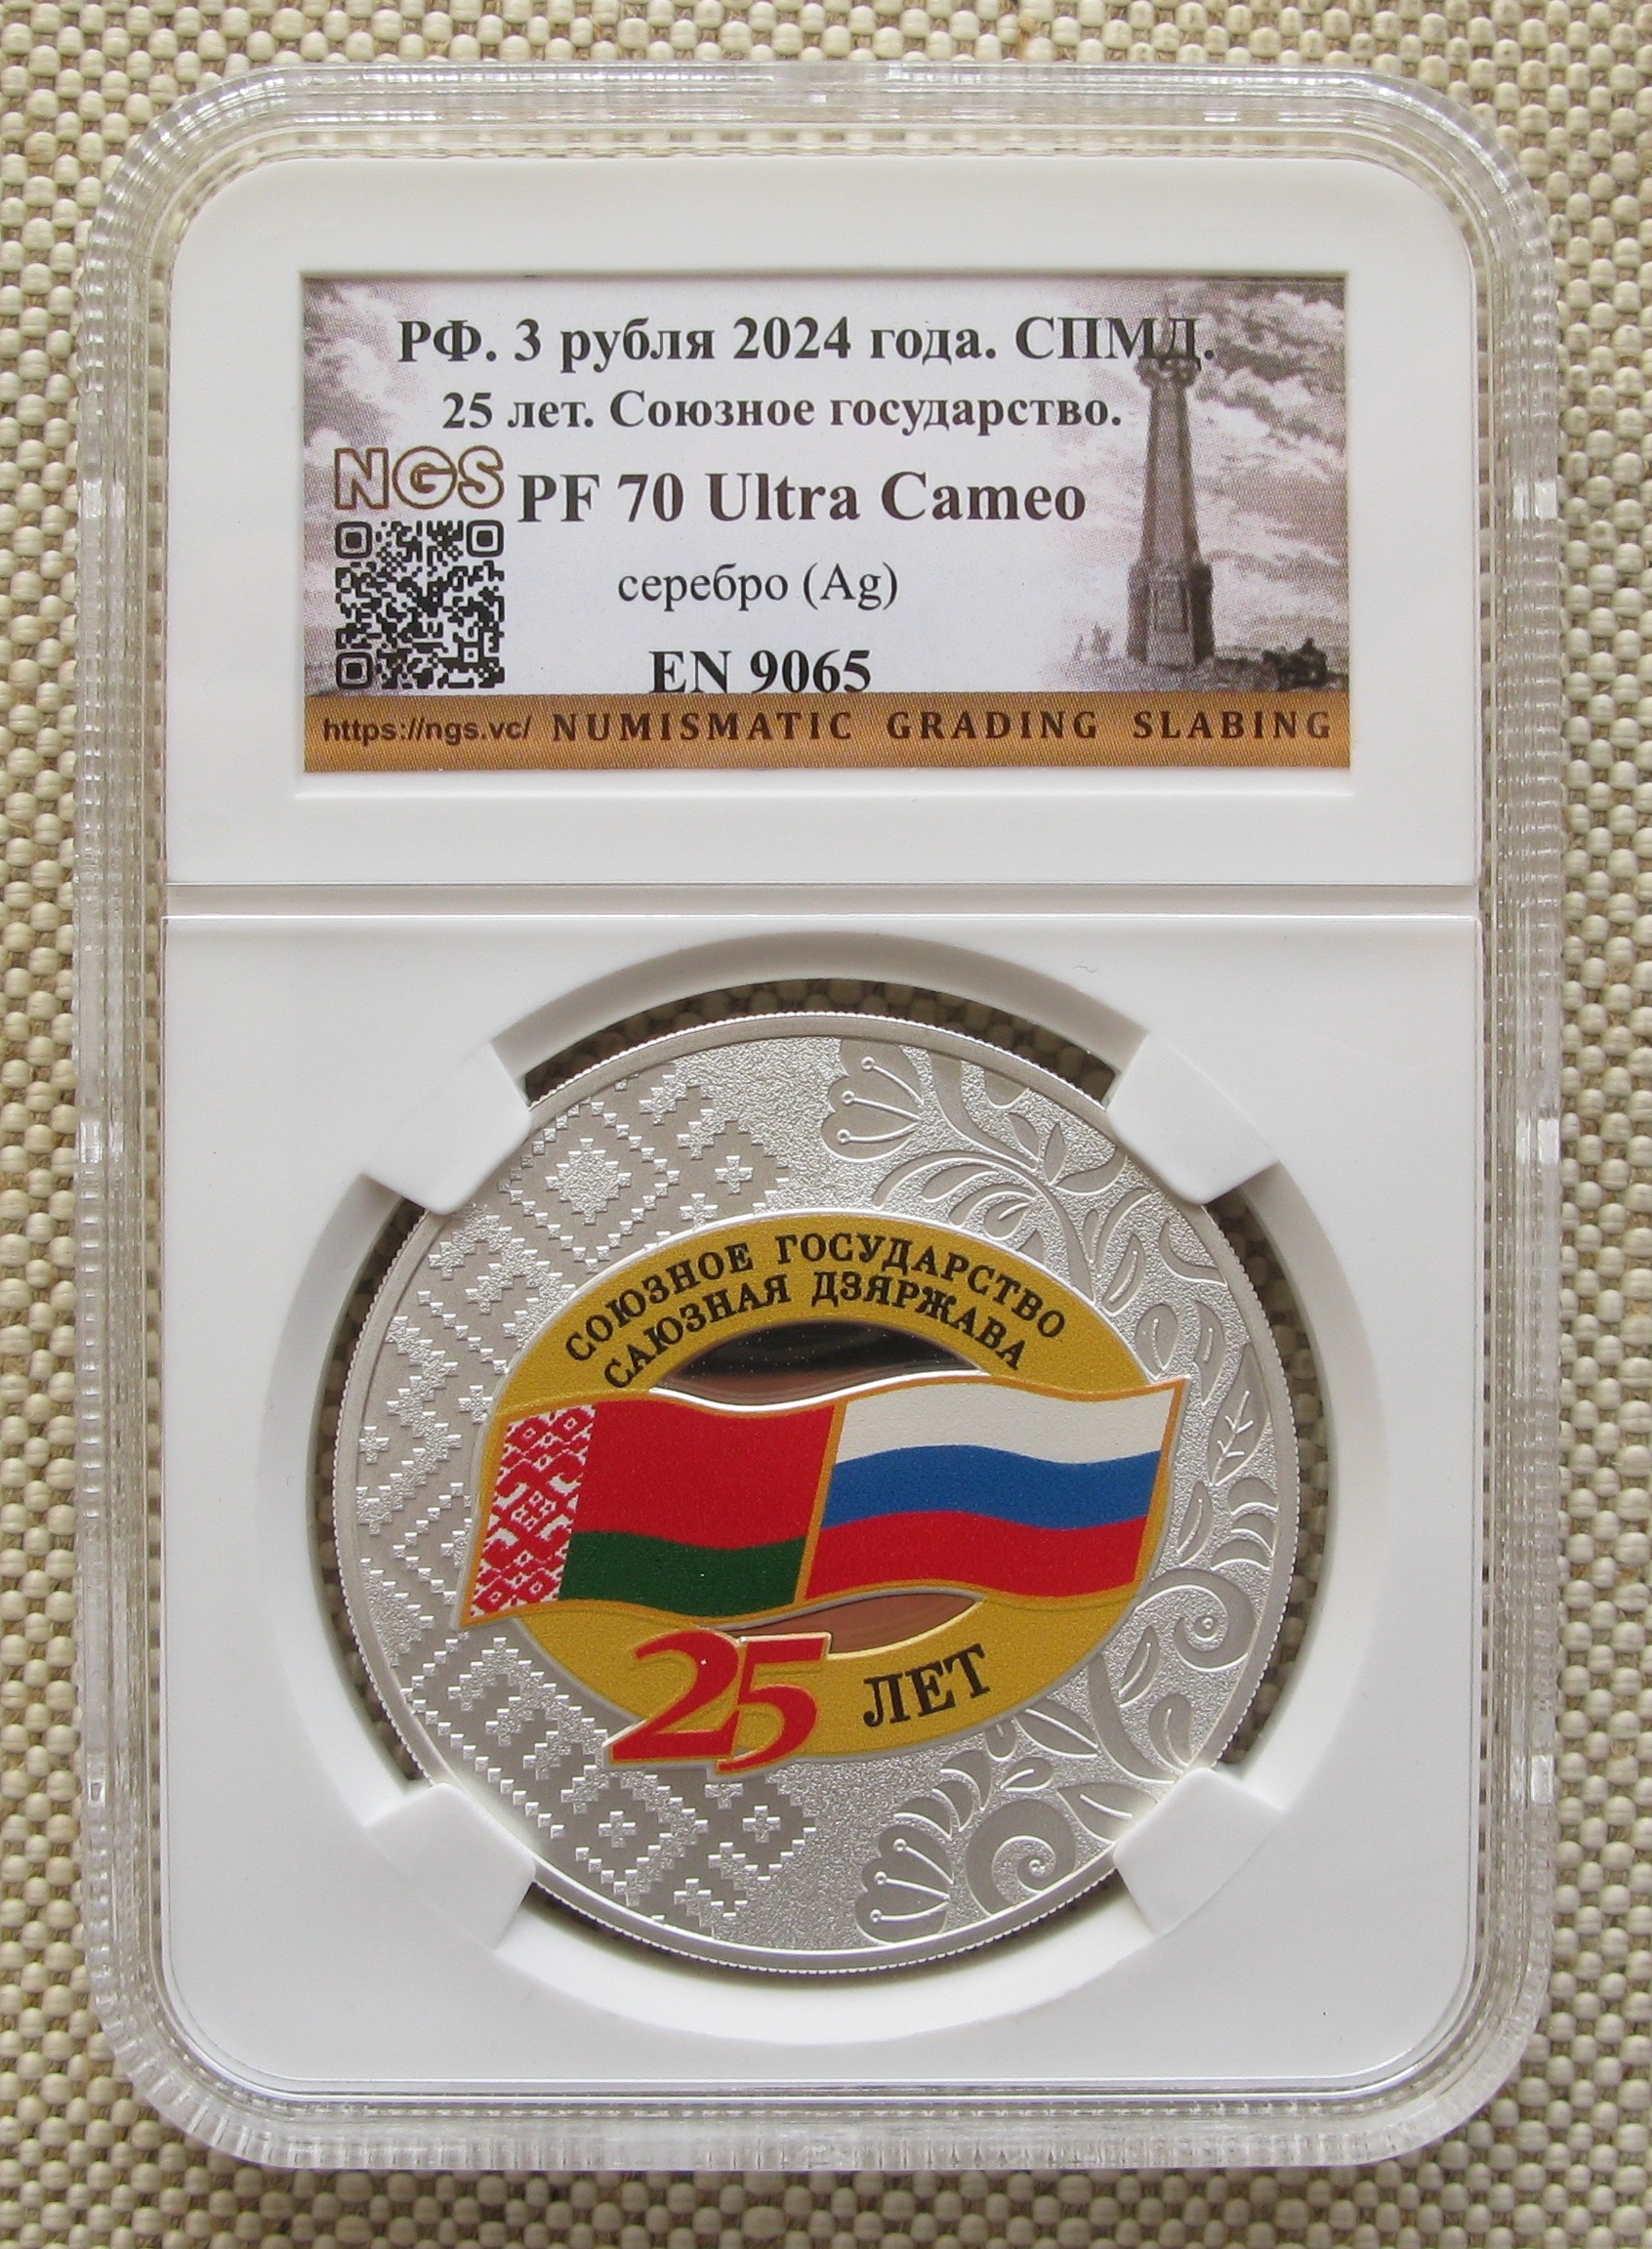 РФ. 3 рубля 2024 года. СПМД.
25 лет. Союзное государство.
NGS
PF 70 Ultra Cameo
серебро (Ag)
EN 9065
https://ngs.vc/ NUMISMATIC GRADING SLABING
СОЮЗНОЕ ГОСУДАРСТВО
САЮЗНАЯ ДЗЯРЖАВА
25 ЛЕТ